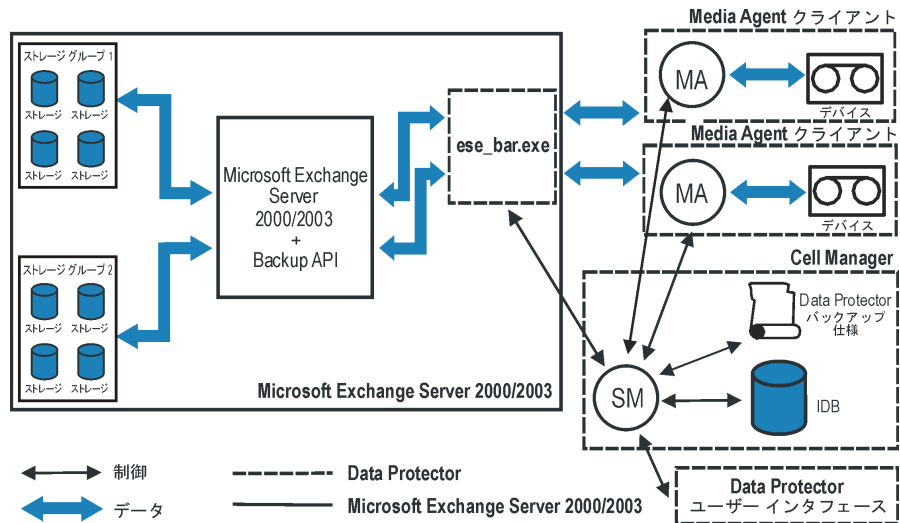 Media Agent クライアント
ストレージ グループ 1
ストレージ ストレージ
ストレージ ストレージ
MA
デバイス
Media Agent クライアント
MA
デバイス
ese_bar.exe
Microsoft Exchange
Server
2000/2003
+
Backup API
ストレージ グループ 2
ストレージ ストレージ
ストレージ ストレージ
Microsoft Exchange Server 2000/2003
Cell Manager
Data Protector
バックアップ
仕様
SM
IDB
Data Protector
ユーザー インタフェース
制御
データ
Data Protector
Microsoft Exchange Server 2000/2003